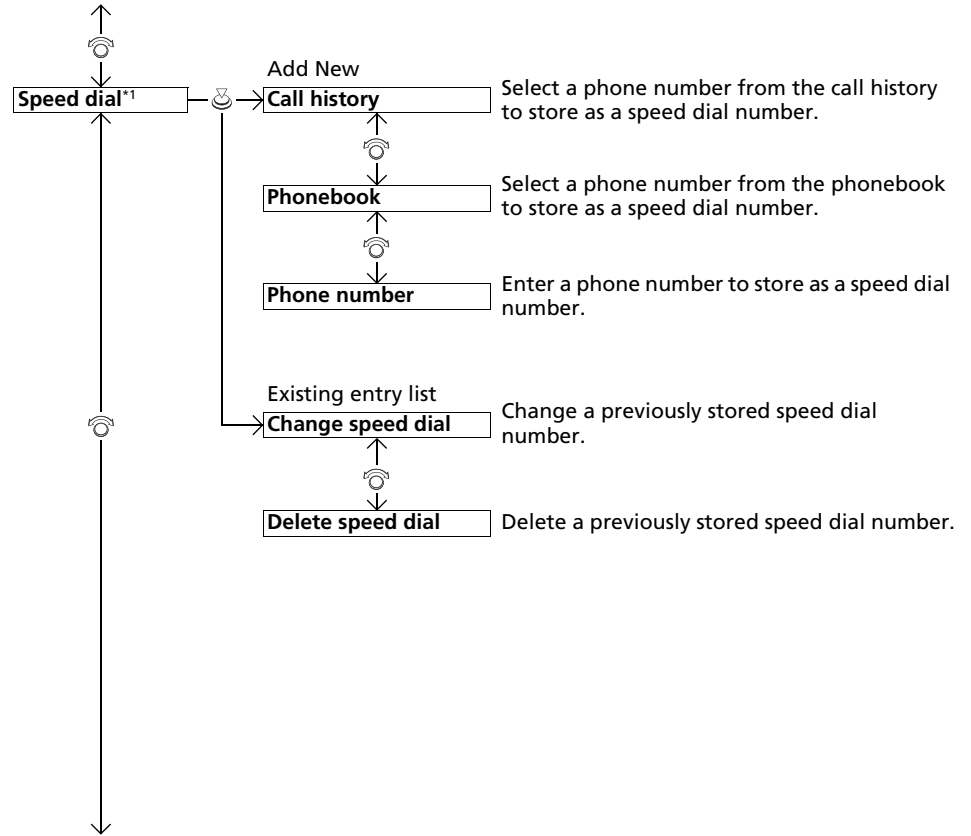 Add New
Speed dial*1
Call history
Select a phone number from the call history
to store as a speed dial number.
Phonebook
Select a phone number from the phonebook
to store as a speed dial number.
Phone number
Enter a phone number to store as a speed dial
number.
Existing entry list
Change speed dial
Change a previously stored speed dial
number.
Delete speed dial
Delete a previously stored speed dial number.